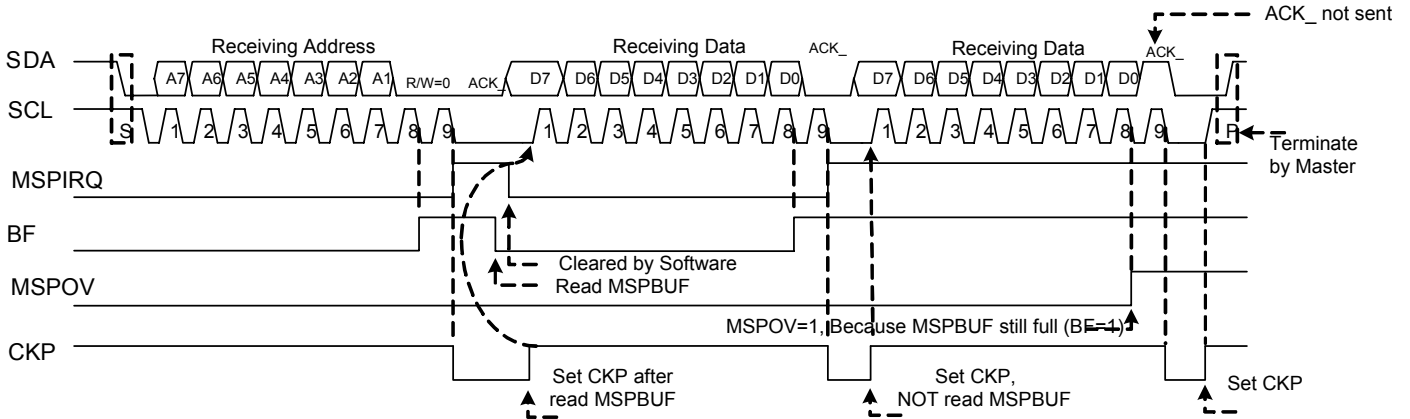 ACK_ not sent
SDA
Receiving Address
Receiving Data
ACK_
Receiving Data
ACK_
A7 A6 A5 A4 A3 A2 A1 R/W=0 ACK_ D7 D6 D5 D4 D3 D2 D1 D0 D7 D6 D5 D4 D3 D2 D1 D0
SCL
S 1 2 3 4 5 6 7 8 9 1 2 3 4 5 6 7 8 9 1 2 3 4 5 6 7 8 9 P
Terminate
by Master
MSPIRQ
BF
Cleared by Software
Read MSPBUF
MSPOV
MSPOV=1, Because MSPBUF still full (BF=1)
CKP
Set CKP after
read MSPBUF
Set CKP,
NOT read MSPBUF
Set CKP